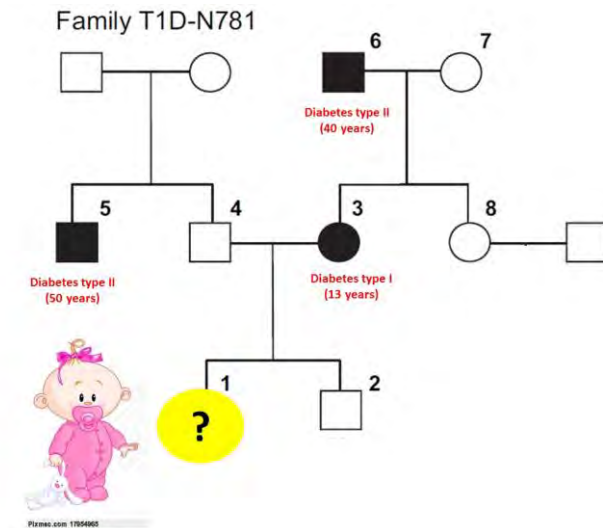 Family T1D-N781
6
7
Diabetes type II
(40 years)
5
4
3
8
Diabetes type II
(50 years)
Diabetes type I
(13 years)
1
2
?
Pixmac.com 17954965